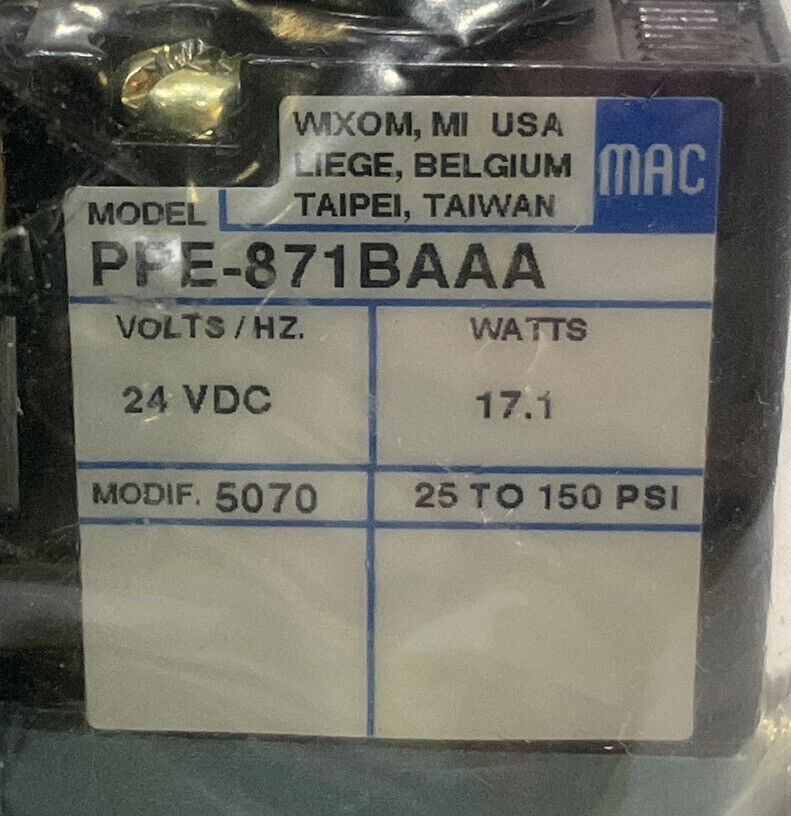 WIXOM, MI USA
LIEGE, BELGIUM
TAIPEI, TAIWAN
MAC
MODEL
PPE-871BAAA
VOLTS / HZ.
WATTS
24 VDC
17.1
MODIF. 5070
25 TO 150 PSI